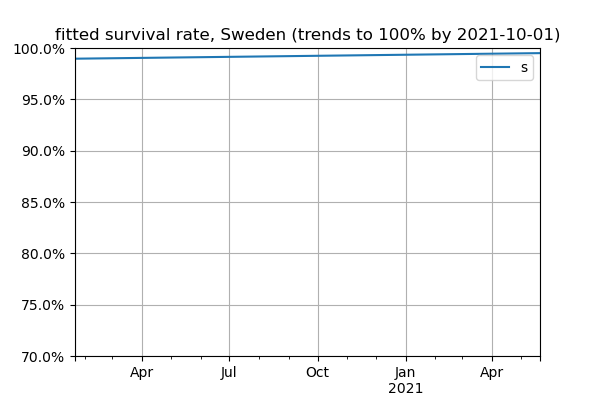 fitted survival rate, Sweden (trends to 100% by 2021-10-01)
100.0%
s
95.0%
90.0%
85.0%
80.0%
75.0%
70.0%
Apr Jul Oct Jan Apr
2021